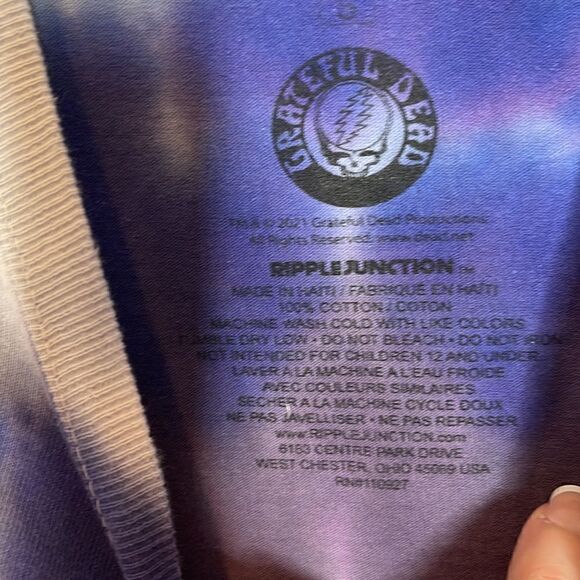 S
GRATEFUL DEAD
TM & © 2021 Grateful Dead Productions.
All Rights Reserved. www.dead.net
RIPPLE JUNCTION TM
MADE IN HAITI / FABRIQUÉ EN HAÏTI
100% COTTON / COTON
MACHINE WASH COLD WITH LIKE COLORS
TUMBLE DRY LOW • DO NOT BLEACH • DO NOT IRON
NOT INTENDED FOR CHILDREN 12 AND UNDER
LAVER A LA MACHINE A L'EAU FROIDE
AVEC COULEURS SIMILAIRES
SECHER A LA MACHINE CYCLE DOUX
NE PAS JAVELLISER • NE PAS REPASSER
www.RIPPLEJUNCTION.com
6183 CENTRE PARK DRIVE
WEST CHESTER, OHIO 45069 USA
RN#110927